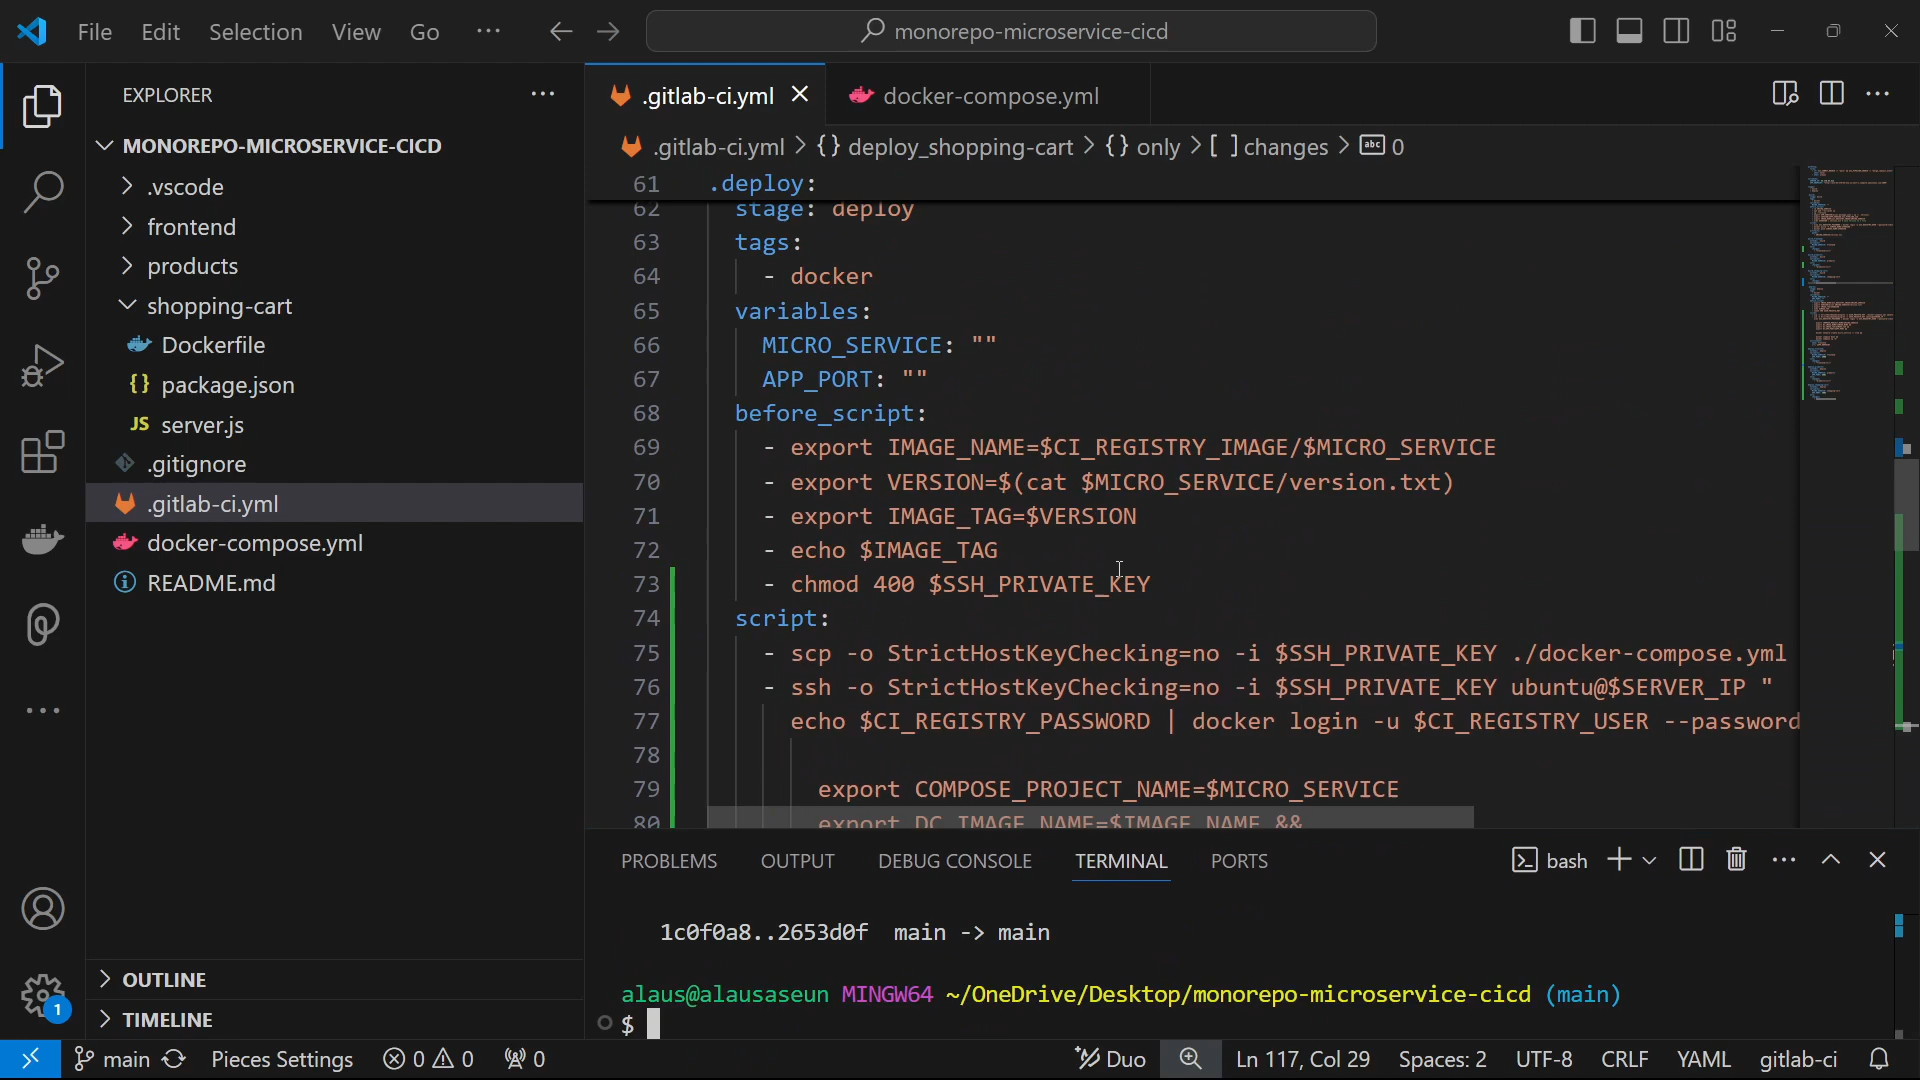 File Edit Selection View Go ··· monorepo-microservice-cicd
EXPLORER
MONOREPO-MICROSERVICE-CICD
.vscode
frontend
products
shopping-cart
Dockerfile
package.json
JS server.js
.gitignore
.gitlab-ci.yml
docker-compose.yml
README.md
OUTLINE
TIMELINE
1
.gitlab-ci.yml docker-compose.yml
.gitlab-ci.yml > {} deploy_shopping-cart > {} only > [ ] changes > abc 0
61 .deploy:
62 stage: deploy
63 tags:
64 - docker
65 variables:
66 MICRO_SERVICE: ""
67 APP_PORT: ""
68 before_script:
69 - export IMAGE_NAME=$CI_REGISTRY_IMAGE/$MICRO_SERVICE
70 - export VERSION=$(cat $MICRO_SERVICE/version.txt)
71 - export IMAGE_TAG=$VERSION
72 - echo $IMAGE_TAG
73 - chmod 400 $SSH_PRIVATE_KEY
74 script:
75 - scp -o StrictHostKeyChecking=no -i $SSH_PRIVATE_KEY ./docker-compose.yml
76 - ssh -o StrictHostKeyChecking=no -i $SSH_PRIVATE_KEY ubuntu@$SERVER_IP "
77 echo $CI_REGISTRY_PASSWORD | docker login -u $CI_REGISTRY_USER --password
78
79 export COMPOSE_PROJECT_NAME=$MICRO_SERVICE
80 export DC_IMAGE_NAME=$IMAGE_NAME &&
PROBLEMS OUTPUT DEBUG CONSOLE TERMINAL PORTS bash
1c0f0a8..2653d0f main -> main
alaus@alausaseun MINGW64 ~/OneDrive/Desktop/monorepo-microservice-cicd (main)
$
main Pieces Settings 0 0 0 Duo Ln 117, Col 29 Spaces: 2 UTF-8 CRLF YAML gitlab-ci